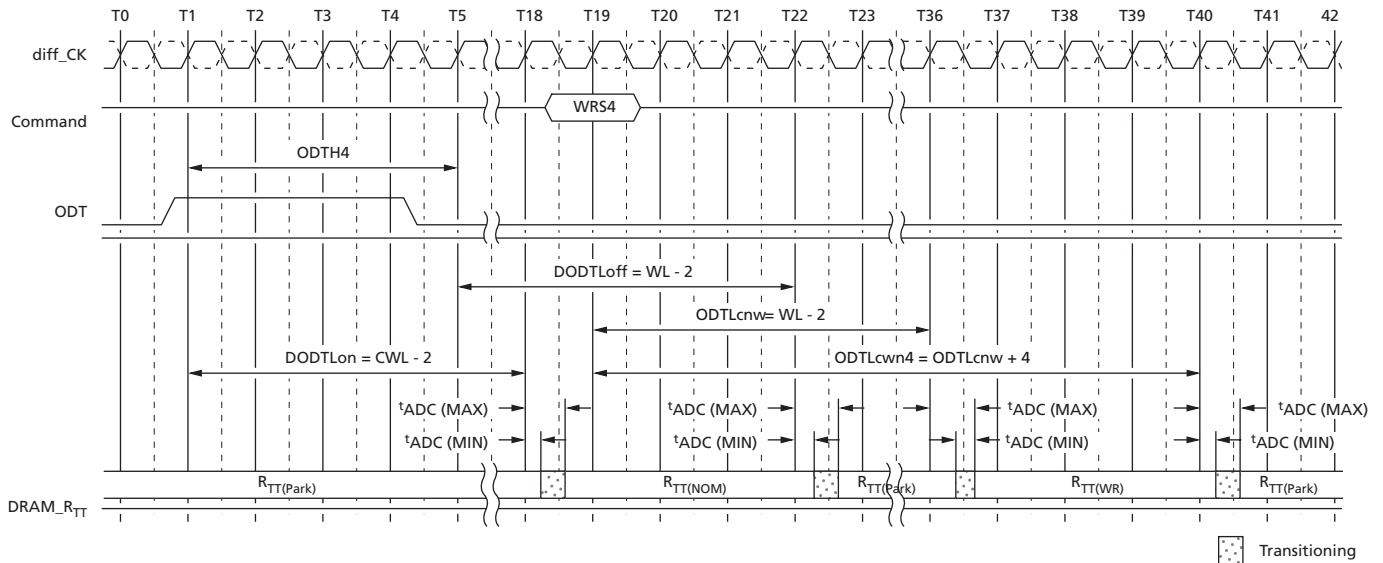 T0 T1 T2 T3 T4 T5 T18 T19 T20 T21 T22 T23 T36 T37 T38 T39 T40 T41 42
diff_CK
WRS4
Command
ODTH4
ODT
DODTLoff = WL - 2
ODTLcnw= WL - 2
DODTLon = CWL - 2
ODTLcwn4 = ODTLcnw + 4
tADC (MAX) tADC (MAX) tADC (MAX) tADC (MAX)
tADC (MIN) tADC (MIN) tADC (MIN) tADC (MIN)
RTT(Park) RTT(NOM) RTT(Park) RTT(WR) RTT(Park)
DRAM_RTT
Transitioning